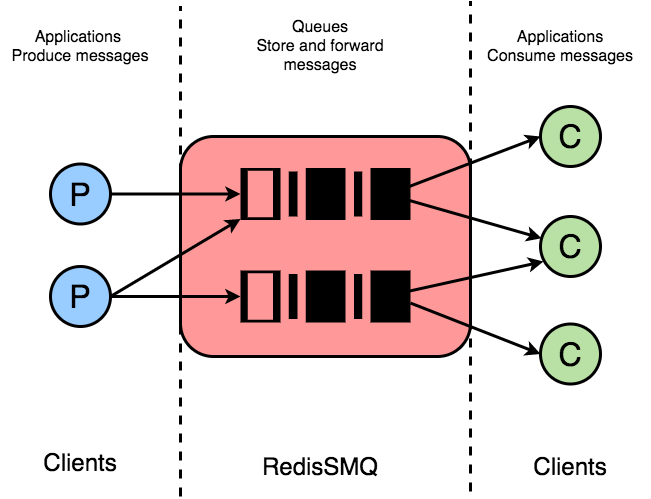 Applications
Produce messages
Queues
Store and forward
messages
Applications
Consume messages
P
P
C
C
C
Clients
RedisSMQ
Clients